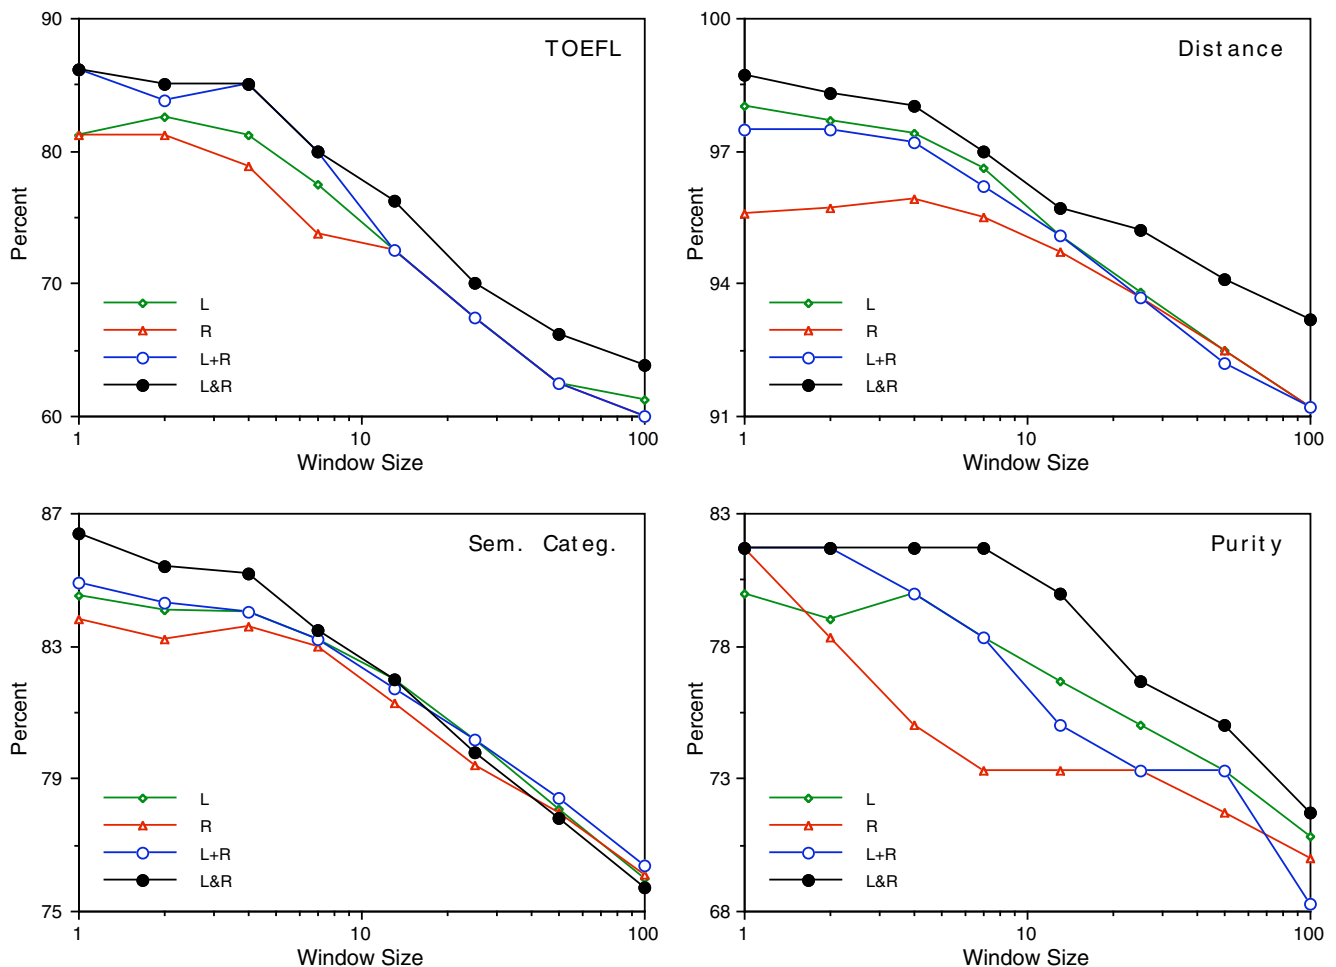 TOEFL
90
80
70
60
Percent
L
R
L+R
L&R
1
10
100
Window Size
Distance
100
97
94
91
Percent
L
R
L+R
L&R
1
10
100
Window Size
Sem. Categ.
87
83
79
75
Percent
L
R
L+R
L&R
1
10
100
Window Size
Purity
83
78
73
68
Percent
L
R
L+R
L&R
1
10
100
Window Size